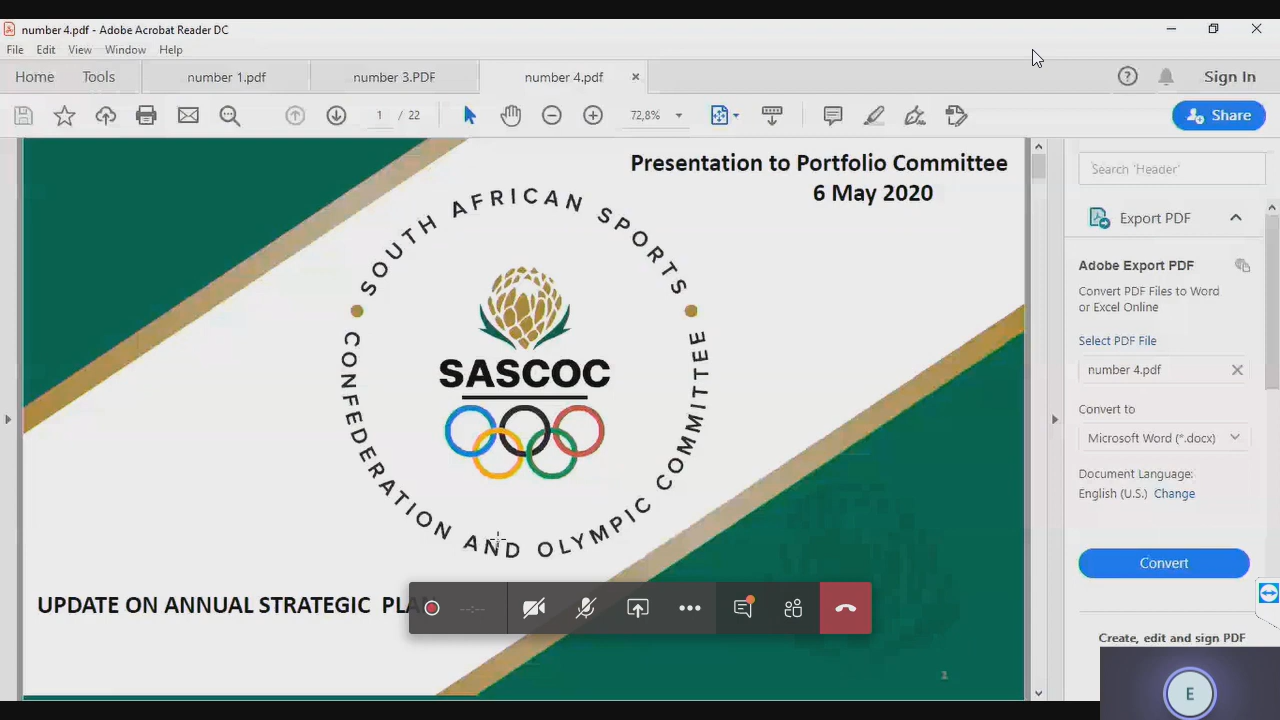 number 4.pdf - Adobe Acrobat Reader DC
File Edit View Window Help
Home Tools number 1.pdf number 3.PDF number 4.pdf × Sign In
1 / 22 72,8% Share
Presentation to Portfolio Committee
6 May 2020
SOUTH AFRICAN SPORTS
CONFEDERATION AND OLYMPIC COMMITTEE
SASCOC
UPDATE ON ANNUAL STRATEGIC PLAN
--:--
1
Search 'Header'
Export PDF
Adobe Export PDF
Convert PDF Files to Word
or Excel Online
Select PDF File
number 4.pdf
Convert to
Microsoft Word (*.docx)
Document Language:
English (U.S.) Change
Convert
Create, edit and sign PDF
E